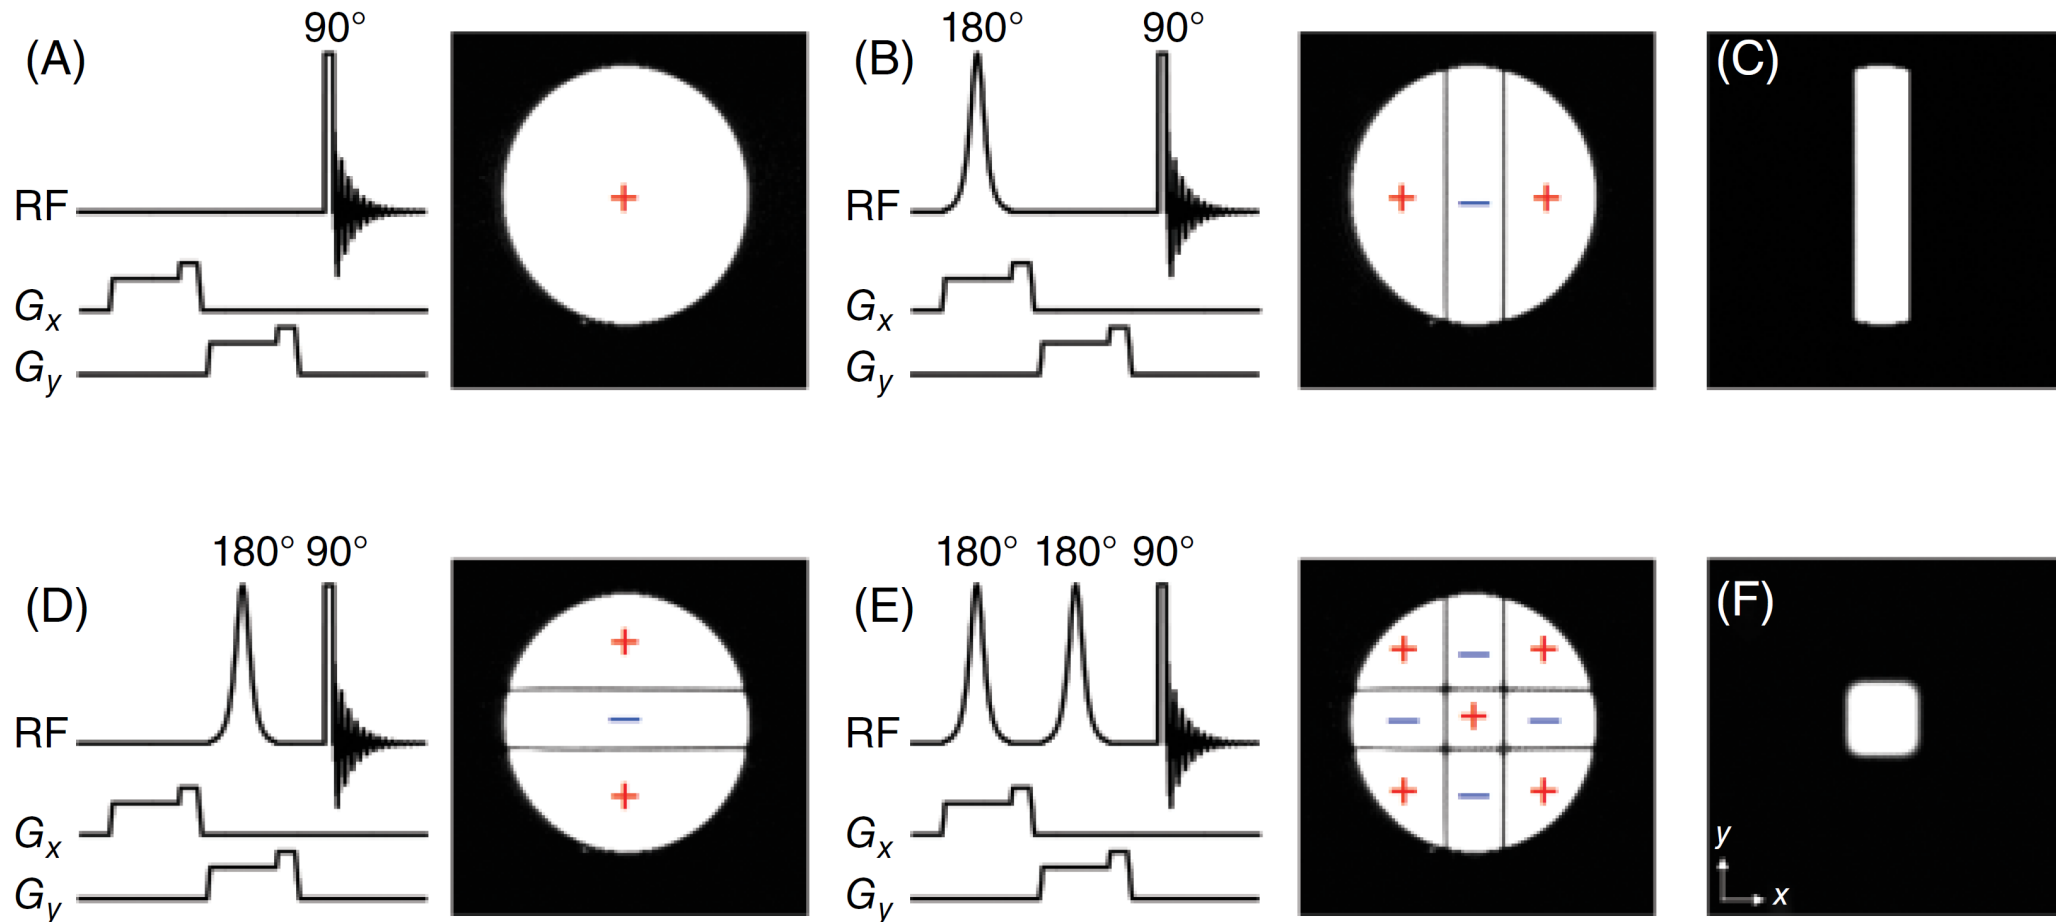 (A)
90°
RF
Gx
Gy
+
(B)
180° 90°
RF
Gx
Gy
+ − +
(C)
(D)
180° 90°
RF
Gx
Gy
+
−
+
(E)
180° 180° 90°
RF
Gx
Gy
+ − +
− + −
+ − +
(F)
y
x